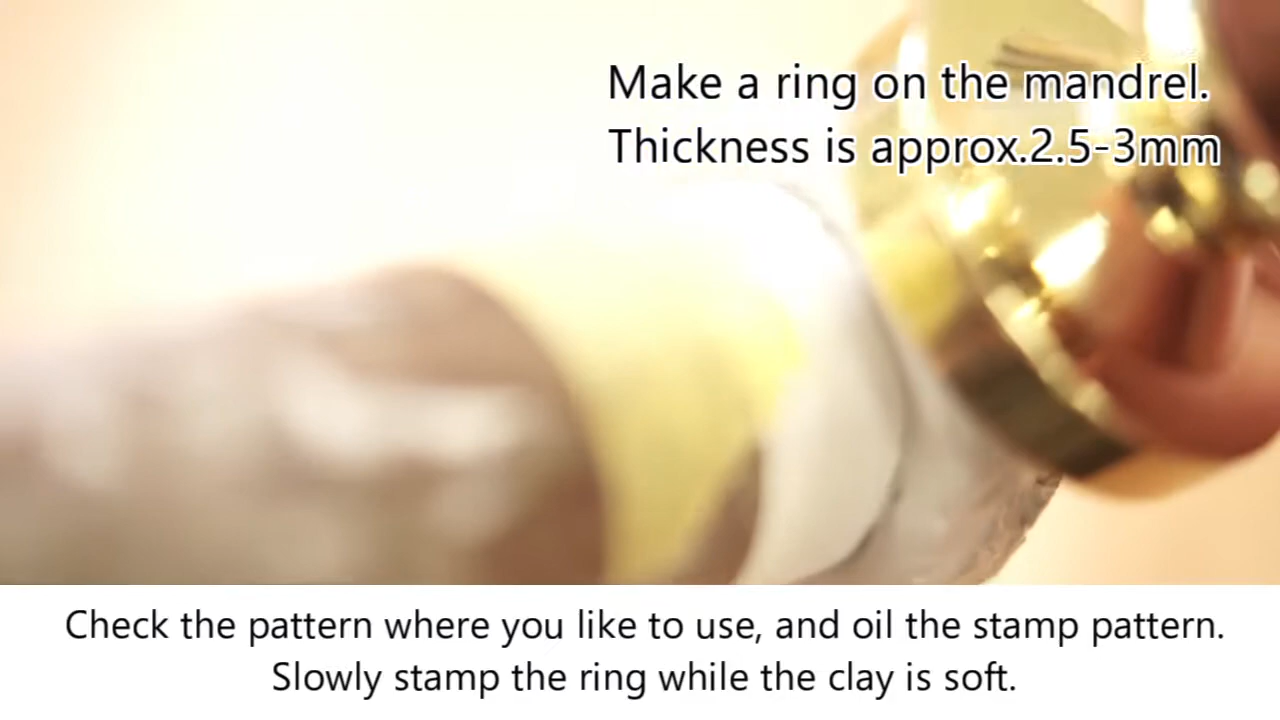 Make a ring on the mandrel.
Thickness is approx.2.5-3mm
Check the pattern where you like to use, and oil the stamp pattern.
Slowly stamp the ring while the clay is soft.